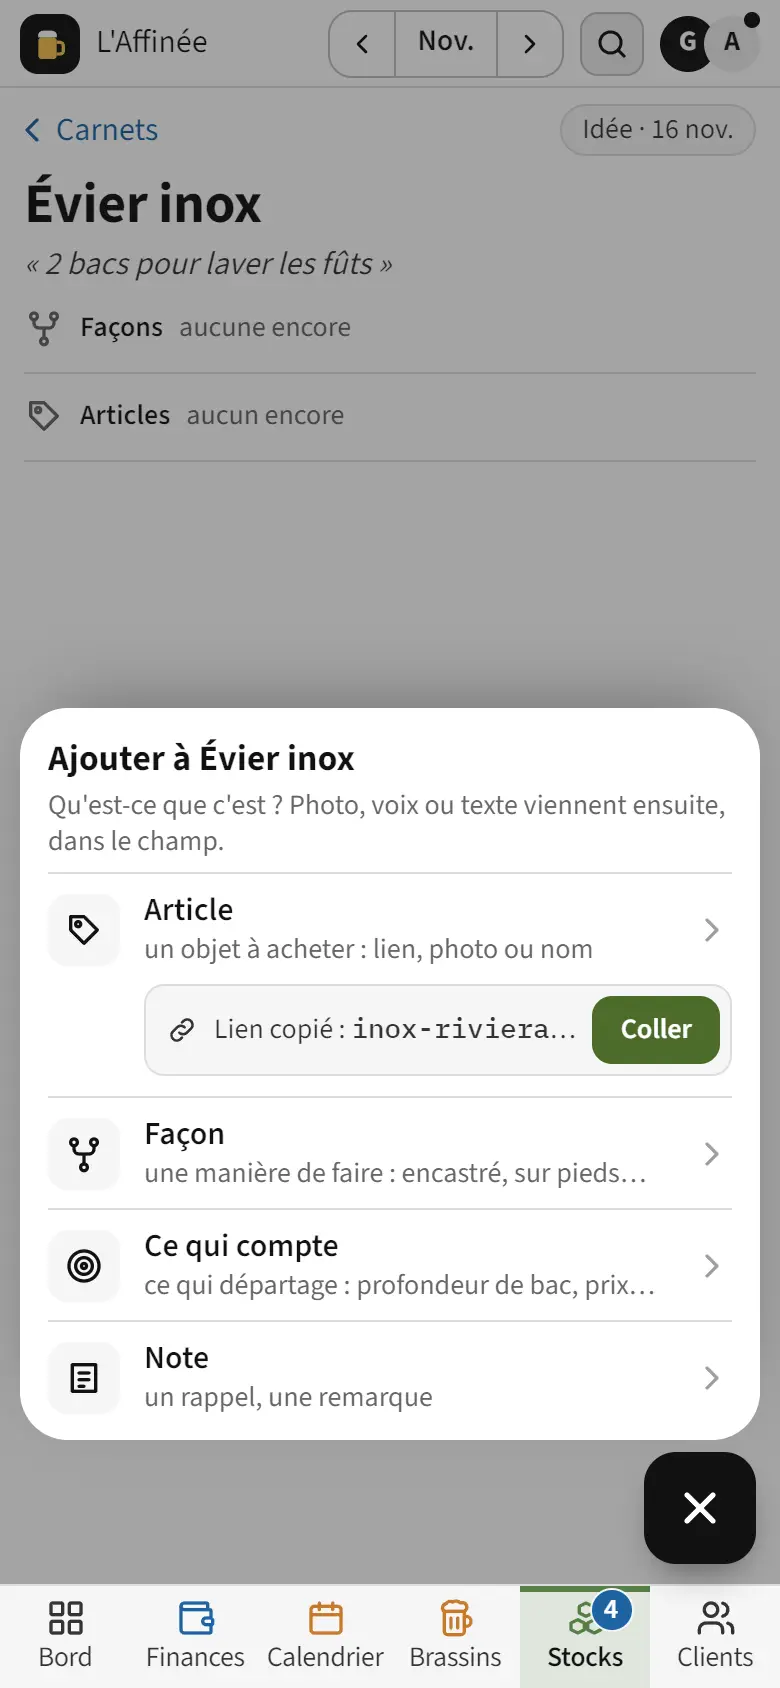 L'Affinée
Nov.
G
A
Carnets
Idée · 16 nov.
Évier inox
« 2 bacs pour laver les fûts »
Façons aucune encore
Articles aucun encore
Ajouter à Évier inox
Qu'est-ce que c'est ? Photo, voix ou texte viennent ensuite,
dans le champ.
Article
un objet à acheter : lien, photo ou nom
Lien copié : inox-riviera…
Coller
Façon
une manière de faire : encastré, sur pieds…
Ce qui compte
ce qui départage : profondeur de bac, prix…
Note
un rappel, une remarque
4
Bord
Finances
Calendrier
Brassins
Stocks
Clients